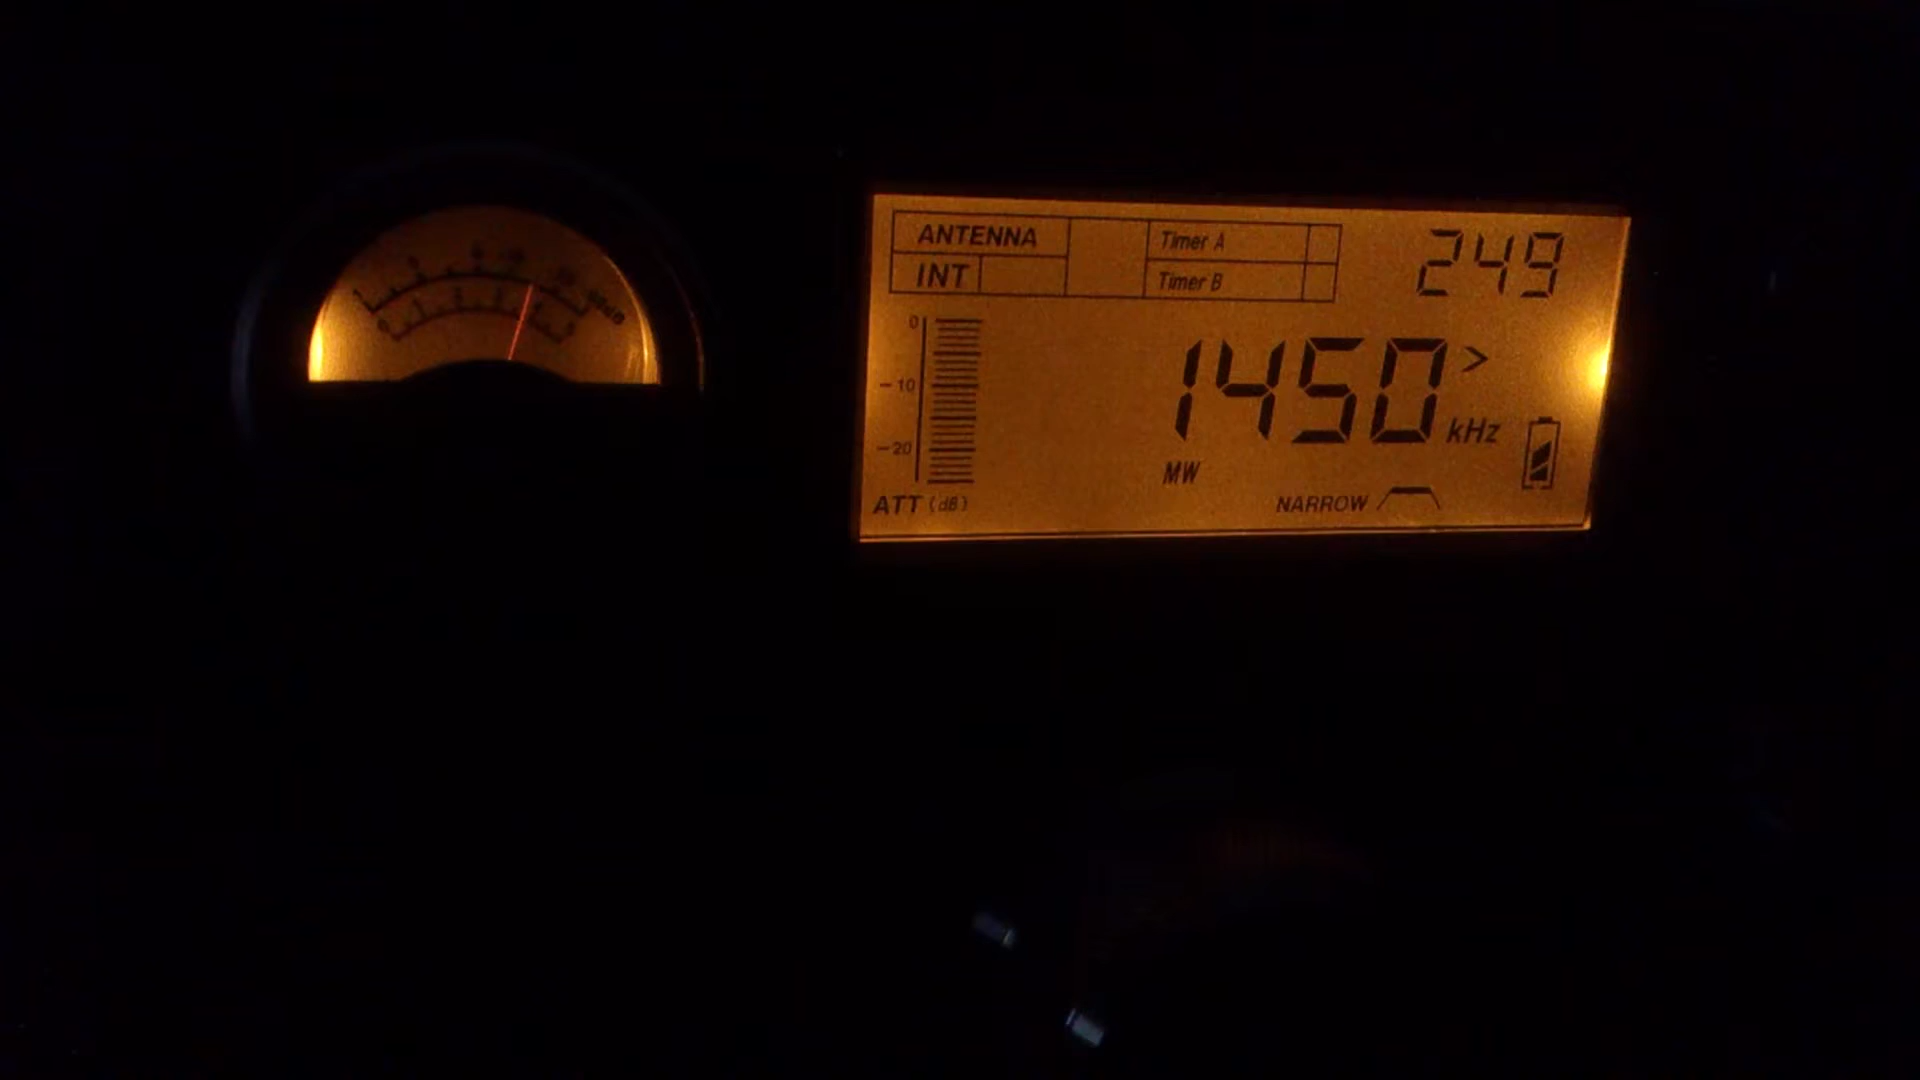 ANTENNA
INT
Timer A
Timer B
249
0
-10
-20
ATT (dB)
1450 > kHz
MW
NARROW